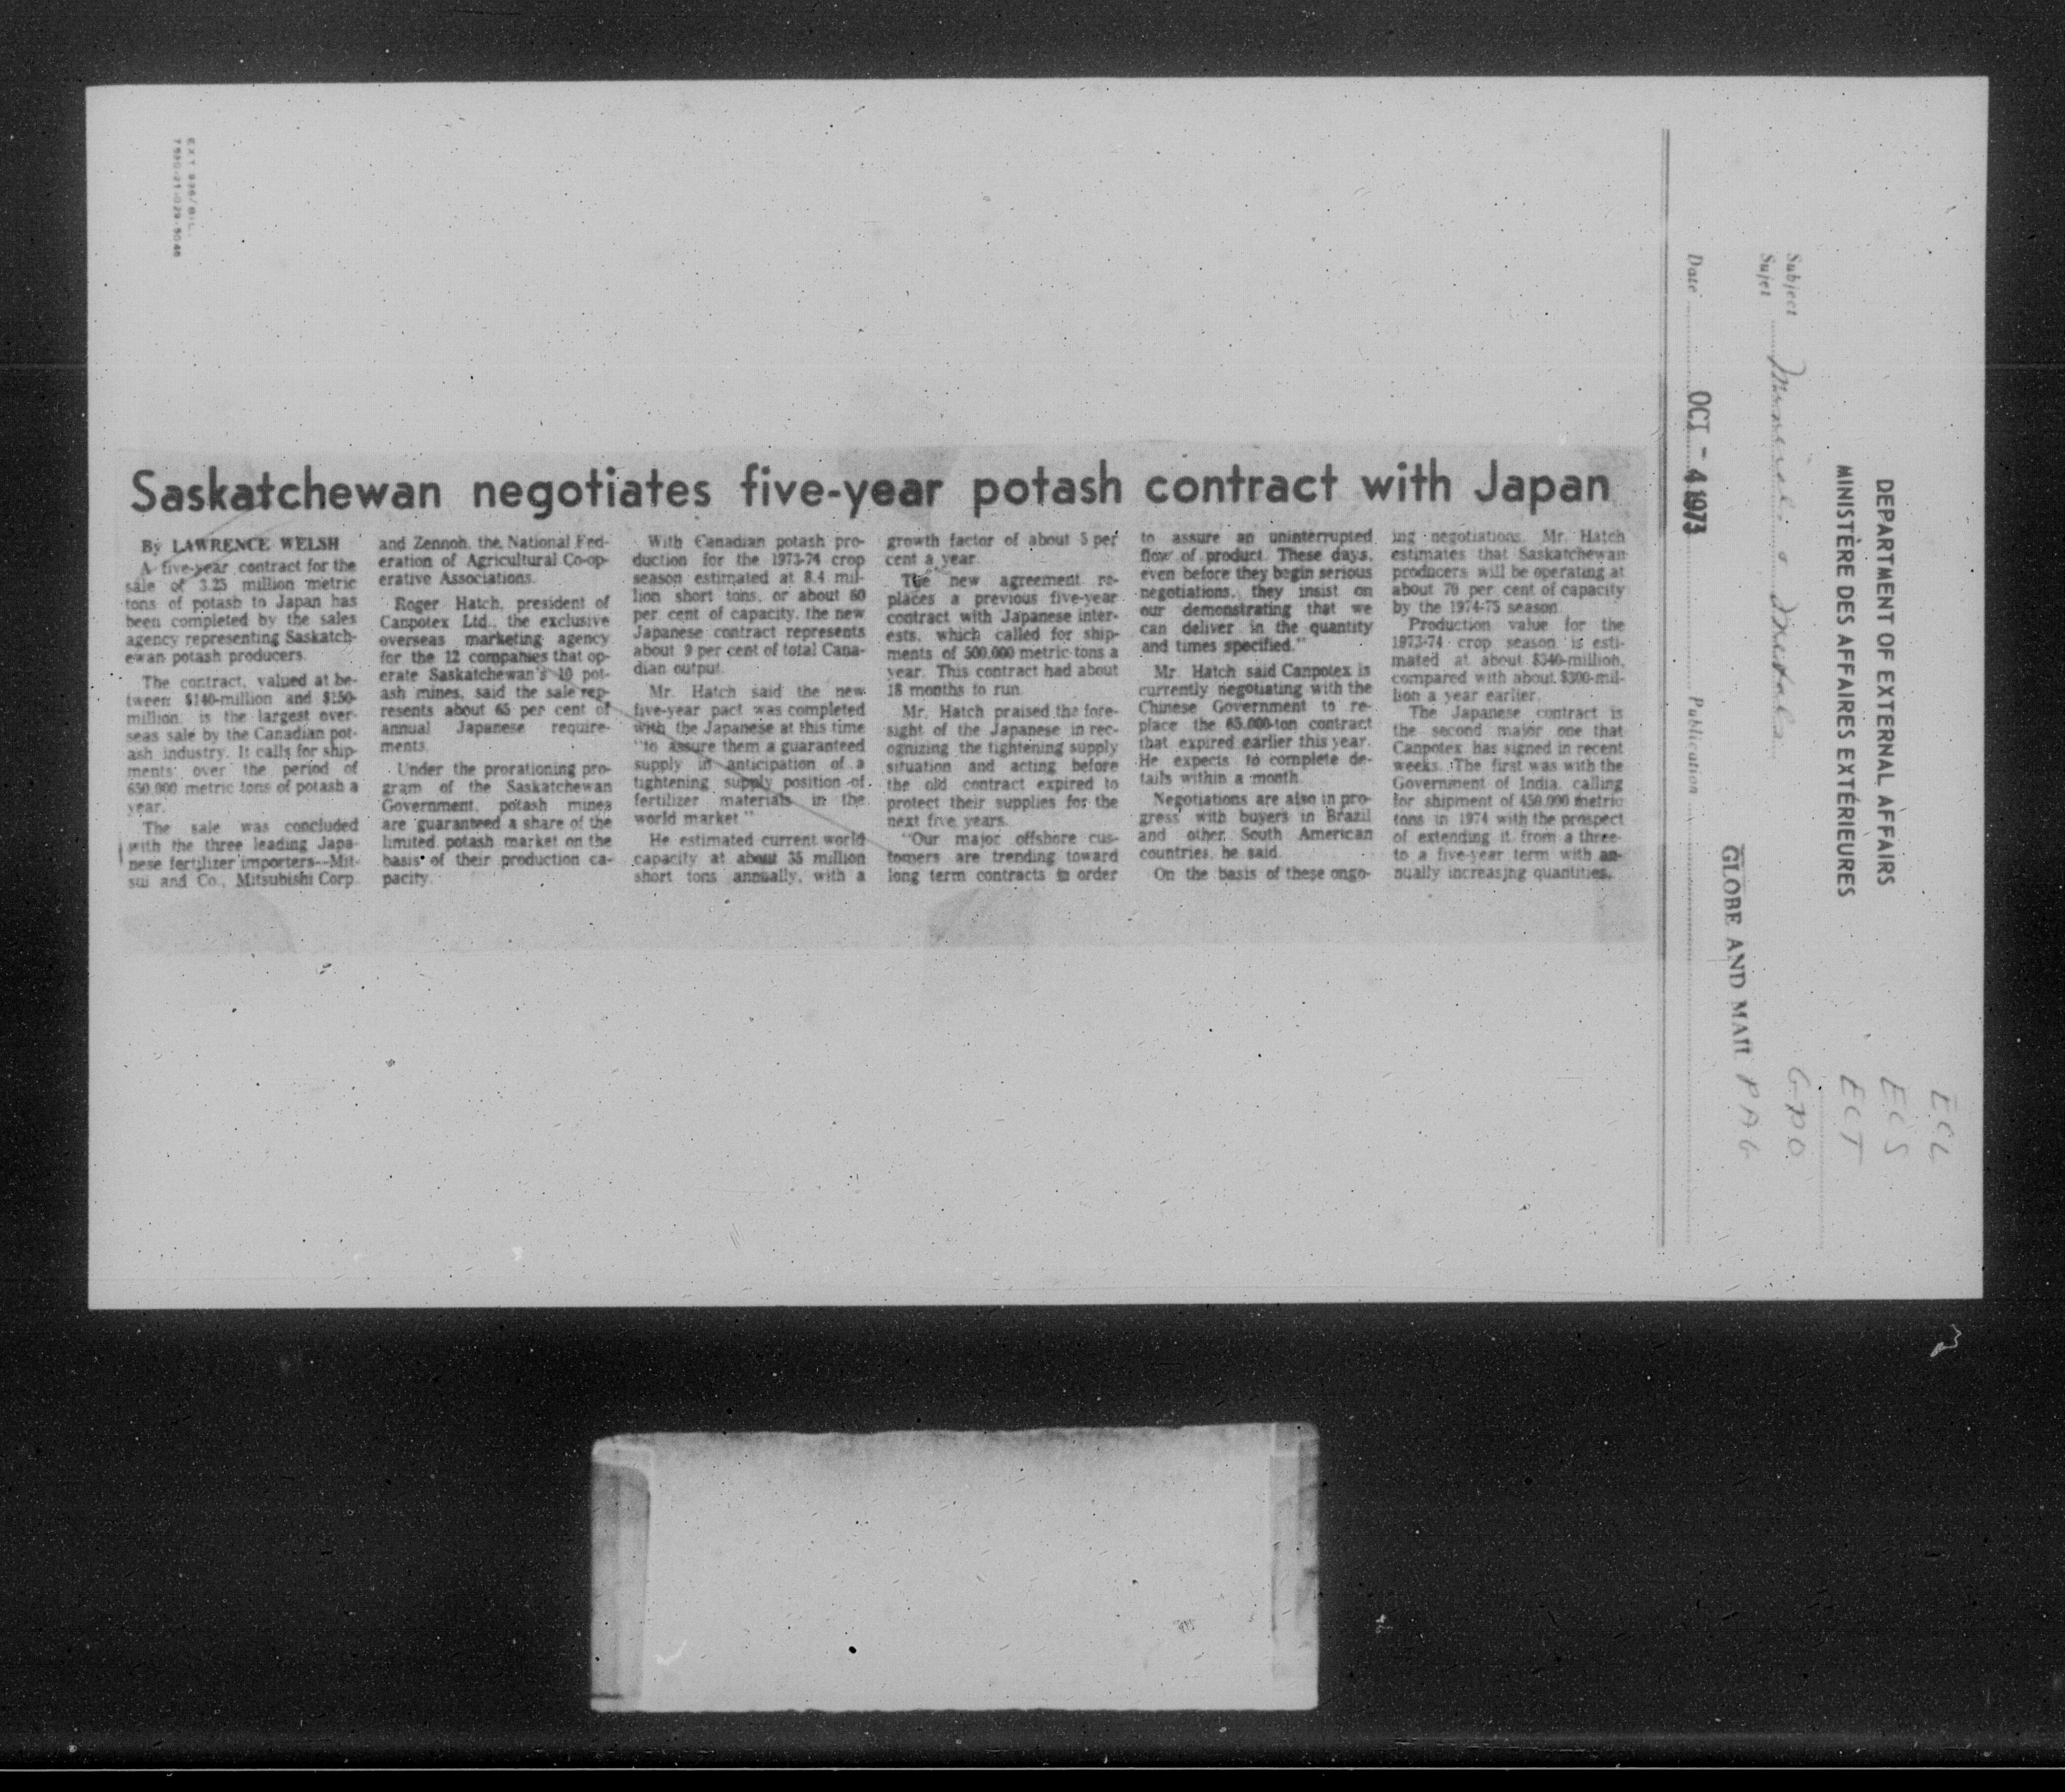 EXT 936/BIL.
7530-21-029-5046
Saskatchewan negotiates five-year potash contract with Japan
By LAWRENCE WELSH
A five-year contract for the
sale of 3.25 million metric
tons of potash to Japan has
been completed by the sales
agency representing Saskatch-
ewan potash producers.
The contract, valued at be-
tween $140-million and $150-
million, is the largest over-
seas sale by the Canadian pot-
ash industry. It calls for ship-
ments over the period of
650,000 metric tons of potash a
year.
The sale was concluded
with the three leading Japa-
nese fertilizer importers--Mit-
sui and Co., Mitsubishi Corp.
and Zennoh, the National Fed-
eration of Agricultural Co-op-
erative Associations.
Roger Hatch, president of
Canpotex Ltd., the exclusive
overseas marketing agency
for the 12 companies that op-
erate Saskatchewan's 10 pot-
ash mines, said the sale rep-
resents about 65 per cent of
annual Japanese require-
ments.
Under the prorationing pro-
gram of the Saskatchewan
Government, potash mines
are guaranteed a share of the
limited potash market on the
basis of their production ca-
pacity.
With Canadian potash pro-
duction for the 1973-74 crop
season estimated at 8.4 mil-
lion short tons, or about 60
per cent of capacity, the new
Japanese contract represents
about 9 per cent of total Cana-
dian output.
Mr. Hatch said the new
five-year pact was completed
with the Japanese at this time
"to assure them a guaranteed
supply in anticipation of a
tightening supply position of
fertilizer materials in the
world market."
He estimated current world
capacity at about 35 million
short tons annually, with a
growth factor of about 5 per
cent a year.
The new agreement re-
places a previous five-year
contract with Japanese inter-
ests, which called for ship-
ments of 500,000 metric tons a
year. This contract had about
18 months to run.
Mr. Hatch praised the fore-
sight of the Japanese in rec-
ognizing the tightening supply
situation and acting before
the old contract expired to
protect their supplies for the
next five years.
"Our major offshore cus-
tomers are trending toward
long term contracts in order
to assure an uninterrupted
flow of product. These days,
even before they begin serious
negotiations, they insist on
our demonstrating that we
can deliver in the quantity
and times specified."
Mr. Hatch said Canpotex is
currently negotiating with the
Chinese Government to re-
place the 65,000-ton contract
that expired earlier this year.
He expects to complete de-
tails within a month.
Negotiations are also in pro-
gress with buyers in Brazil
and other South American
countries, he said.
On the basis of these ongo-
ing negotiations, Mr. Hatch
estimates that Saskatchewan
producers will be operating at
about 70 per cent of capacity
by the 1974-75 season.
Production value for the
1973-74 crop season is esti-
mated at about $340-million,
compared with about $300-mil-
lion a year earlier.
The Japanese contract is
the second major one that
Canpotex has signed in recent
weeks. The first was with the
Government of India, calling
for shipment of 450,000 metric
tons in 1974 with the prospect
of extending it from a three-
to a five-year term with an-
nually increasing quantities.
DEPARTMENT OF EXTERNAL AFFAIRS
MINISTÈRE DES AFFAIRES EXTÉRIEURES
Subject
Sujet Minerals & Metals
Date OCT - 4 1973 Publication GLOBE AND MAIL
ECL
ECS
ECT
GPO
PAG